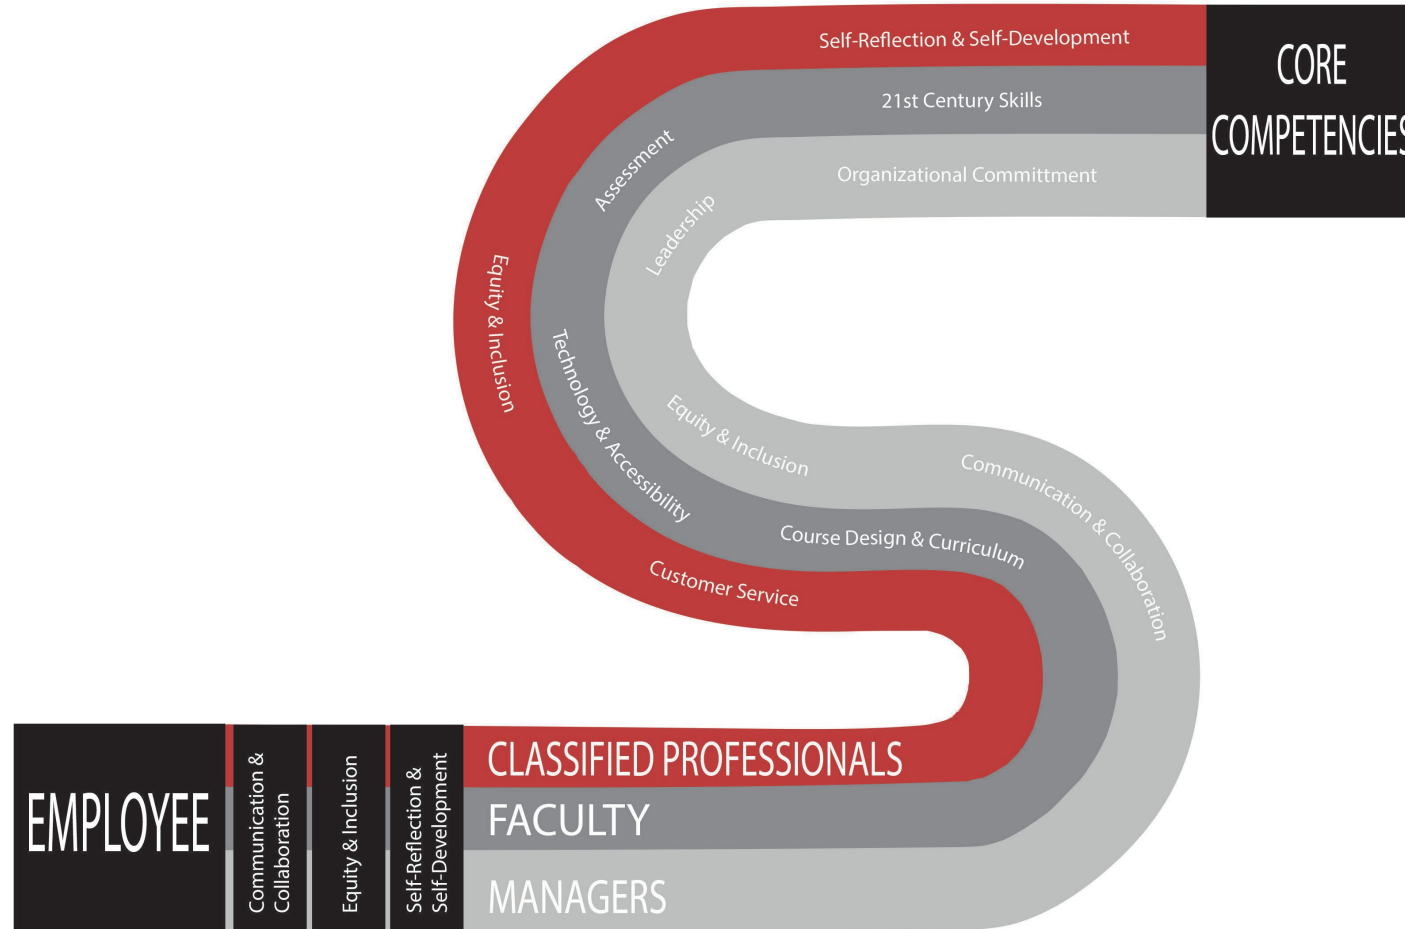 Self-Reflection & Self-Development
21st Century Skills
Organizational Committment
CORE
COMPETENCIES
Assessment
Leadership
Equity & Inclusion
Technology & Accessibility
Equity & Inclusion
Communication & Collaboration
Course Design & Curriculum
Customer Service
EMPLOYEE
Communication &
Collaboration
Equity & Inclusion
Self-Reflection &
Self-Development
CLASSIFIED PROFESSIONALS
FACULTY
MANAGERS